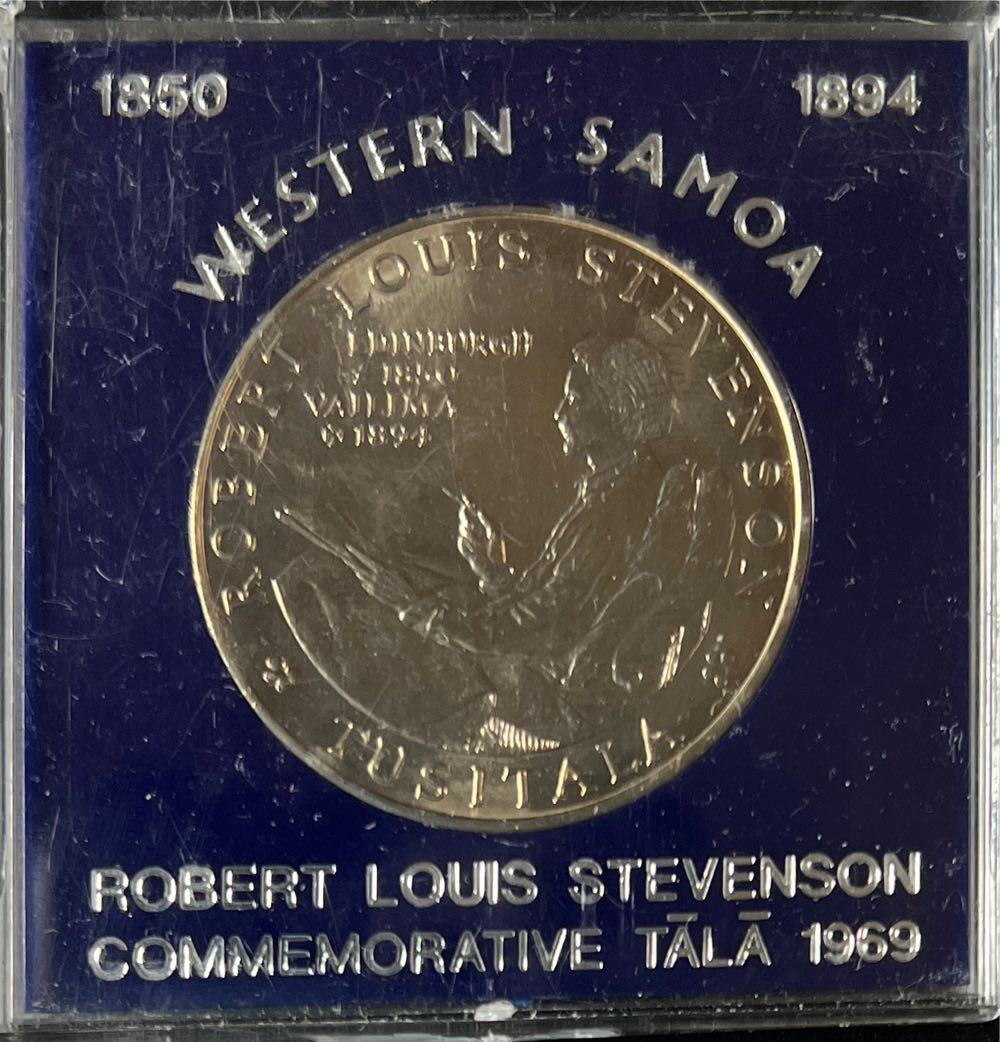 1850 1894
WESTERN SAMOA
ROBERT LOUIS STEVENSON
EDINBURGH
1850
VAILIMA
1894
TUSITALA
ROBERT LOUIS STEVENSON
COMMEMORATIVE TĀLĀ 1969